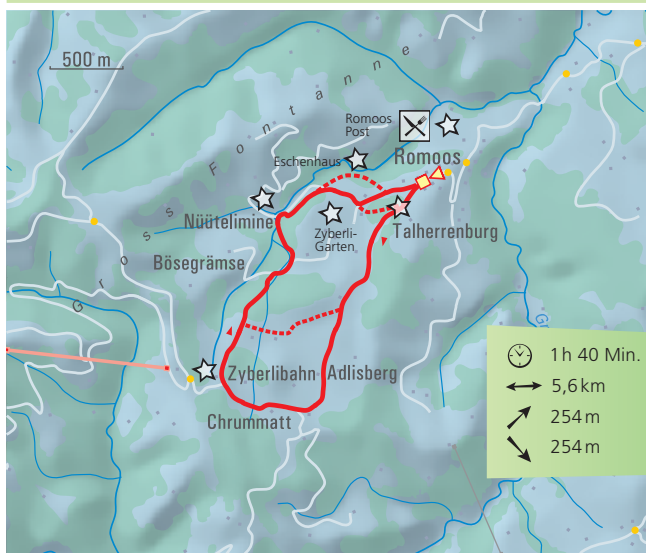 500 m
Gross Fontanne
Romoos
Post
Romoos
Eschenhaus
Nüütelimine
Zyberli-
Garten
Talherrenburg
Bösegrämse
Zyberlibahn
Adlisberg
Chrummatt
1h 40 Min.
5,6 km
254 m
254 m